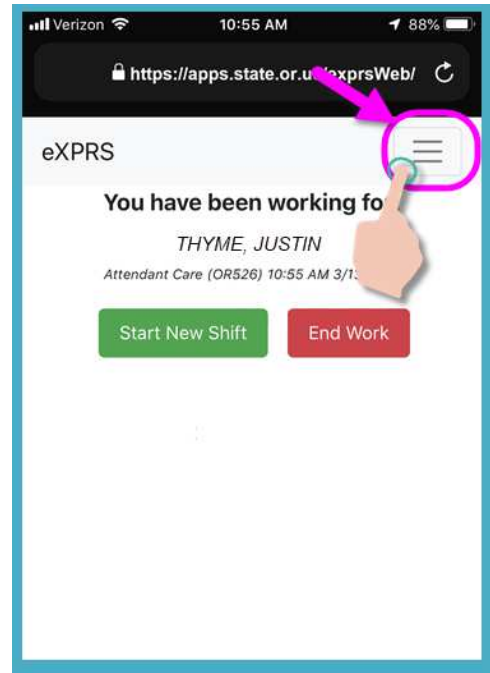 Verizon 10:55 AM 88%
https://apps.state.or.u /exprsWeb/
eXPRS
You have been working fo
THYME, JUSTIN
Attendant Care (OR526) 10:55 AM 3/1
Start New Shift End Work